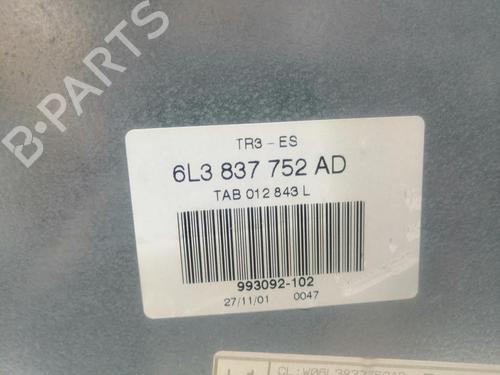 B-PARTS
TR3-ES
6L3 837 752 AD
TAB 012 843 L
993092-102
27/11/01 0047